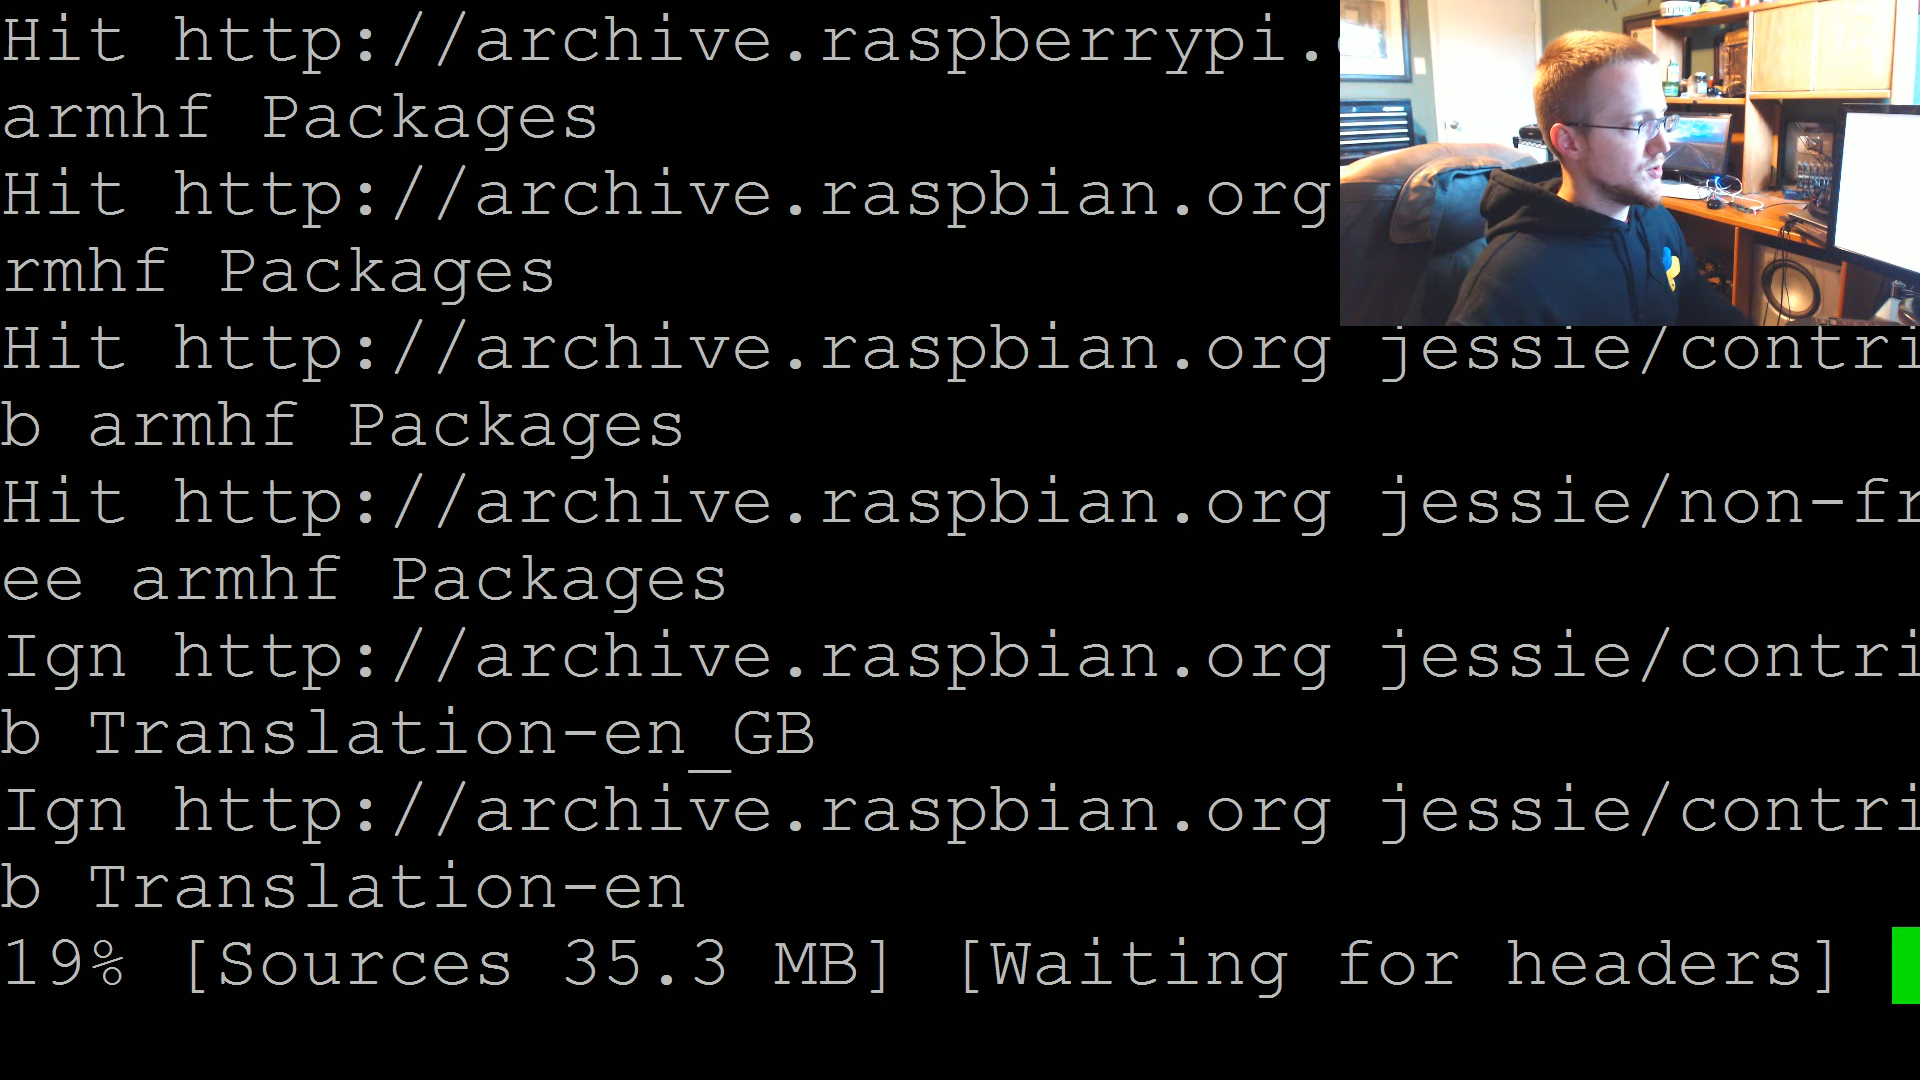 Hit http://archive.raspberrypi.
armhf Packages
Hit http://archive.raspbian.org
rmhf Packages
Hit http://archive.raspbian.org jessie/contri
b armhf Packages
Hit http://archive.raspbian.org jessie/non-fr
ee armhf Packages
Ign http://archive.raspbian.org jessie/contri
b Translation-en_GB
Ign http://archive.raspbian.org jessie/contri
b Translation-en
19% [Sources 35.3 MB] [Waiting for headers]